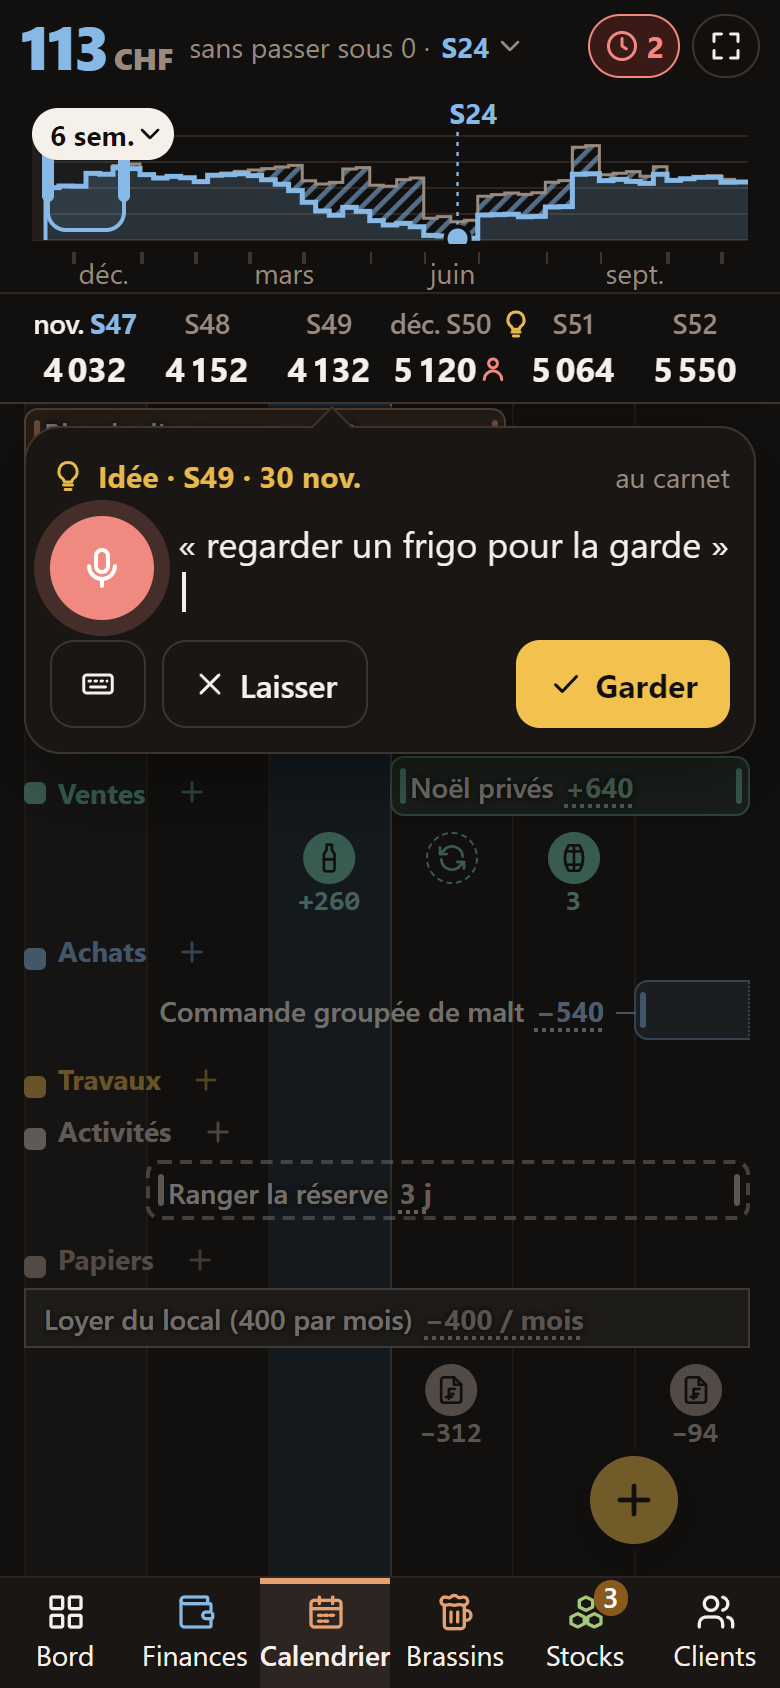 113 CHF sans passer sous 0 · S24
2
6 sem.
S24
déc. mars juin sept.
nov. S47 S48 S49 déc. S50 S51 S52
4 032 4 152 4 132 5 120 5 064 5 550
Idée · S49 · 30 nov. au carnet
« regarder un frigo pour la garde »
Laisser Garder
Ventes +
Noël privés +640
+260 3
Achats +
Commande groupée de malt −540
Travaux +
Activités +
Ranger la réserve 3 j
Papiers +
Loyer du local (400 par mois) −400 / mois
−312 −94
+
3
Bord Finances Calendrier Brassins Stocks Clients